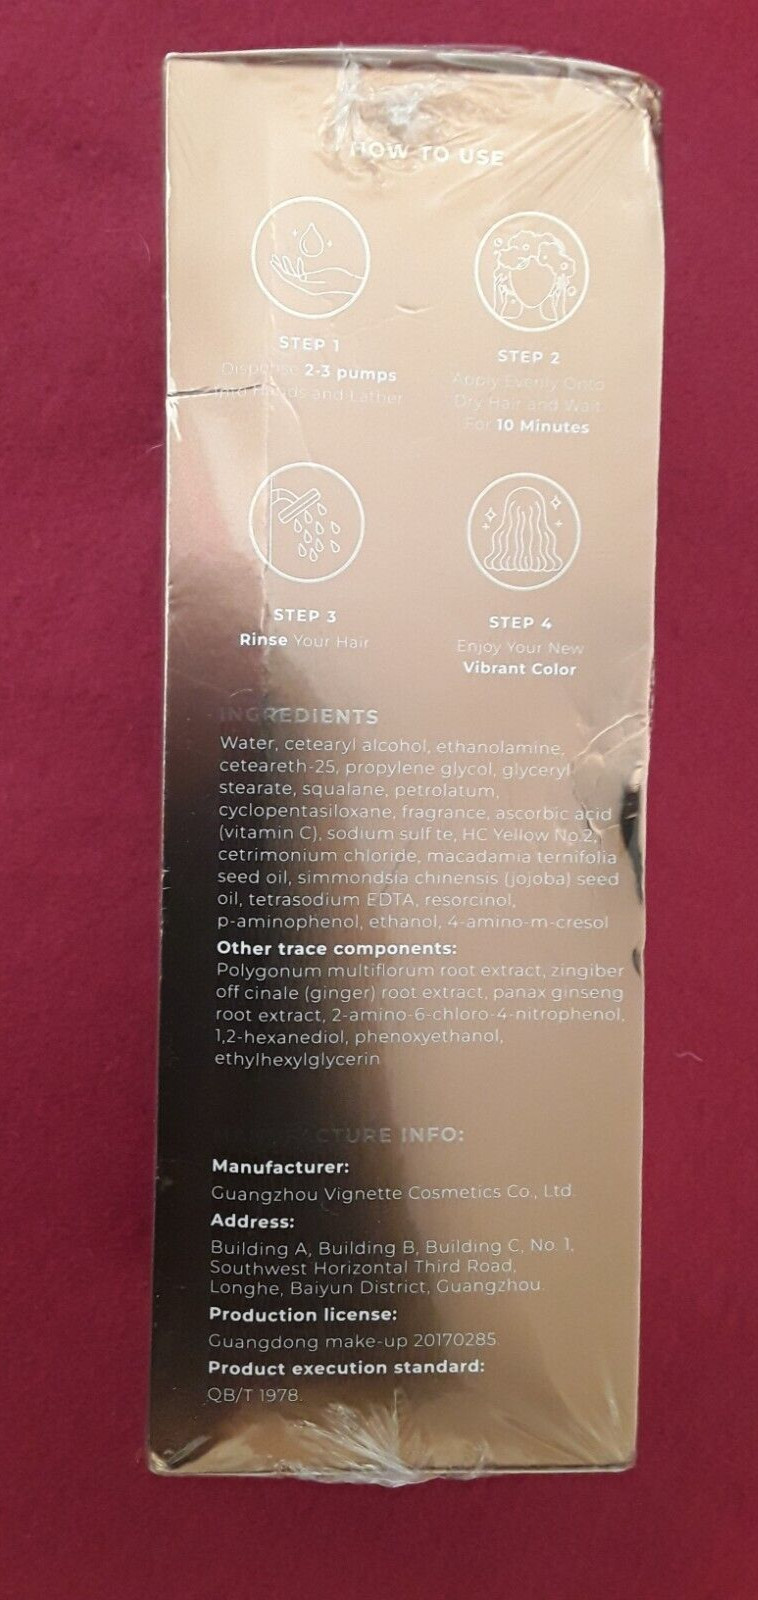 HOW TO USE
STEP 1
Dispense 2-3 pumps
Into Hands and Lather
STEP 2
Apply Evenly Onto
Dry Hair and Wait
For 10 Minutes
STEP 3
Rinse Your Hair
STEP 4
Enjoy Your New
Vibrant Color
INGREDIENTS
Water, cetearyl alcohol, ethanolamine,
ceteareth-25, propylene glycol, glyceryl
stearate, squalane, petrolatum,
cyclopentasiloxane, fragrance, ascorbic acid
(vitamin C), sodium sulf te, HC Yellow No.2,
cetrimonium chloride, macadamia ternifolia
seed oil, simmondsia chinensis (jojoba) seed
oil, tetrasodium EDTA, resorcinol,
p-aminophenol, ethanol, 4-amino-m-cresol
Other trace components:
Polygonum multiflorum root extract, zingiber
off cinale (ginger) root extract, panax ginseng
root extract, 2-amino-6-chloro-4-nitrophenol,
1,2-hexanediol, phenoxyethanol,
ethylhexylglycerin
MANUFACTURE INFO:
Manufacturer:
Guangzhou Vignette Cosmetics Co., Ltd.
Address:
Building A, Building B, Building C, No. 1,
Southwest Horizontal Third Road,
Longhe, Baiyun District, Guangzhou.
Production license:
Guangdong make-up 20170285.
Product execution standard:
QB/T 1978.